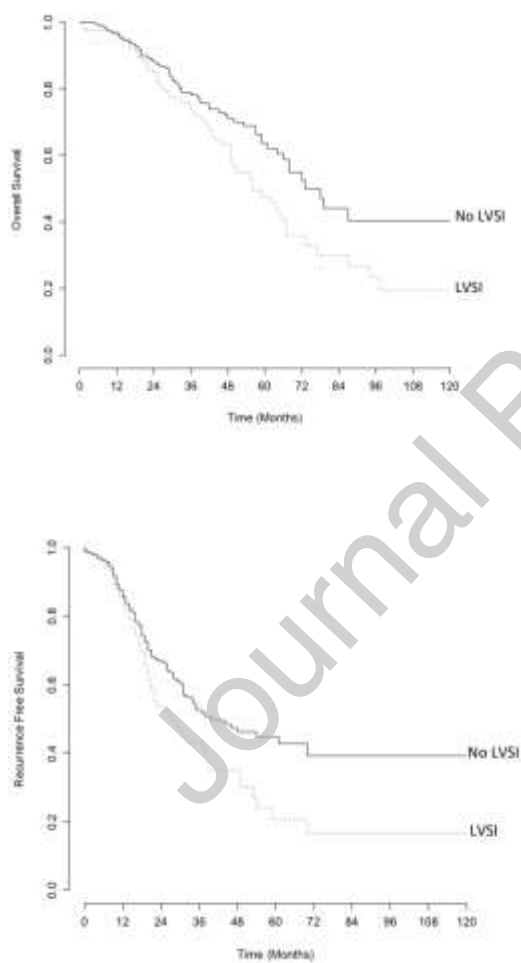 Overall Survival
1.0
0.8
0.6
0.4
0.2
0.0
No LVSI
LVSI
0 12 24 36 48 60 72 84 96 108 120
Time (Months)
Journal
Recurrence Free Survival
1.0
0.8
0.6
0.4
0.2
0.0
No LVSI
LVSI
0 12 24 36 48 60 72 84 96 108 120
Time (Months)